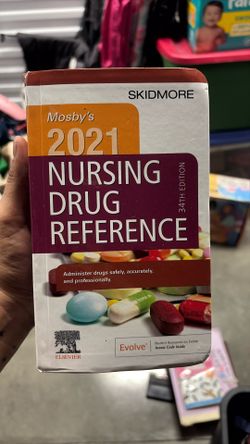 SKIDMORE
Mosby's
2021
NURSING
DRUG
REFERENCE
34TH EDITION
Administer drugs safely, accurately,
and professionally.
ELSEVIER
Evolve